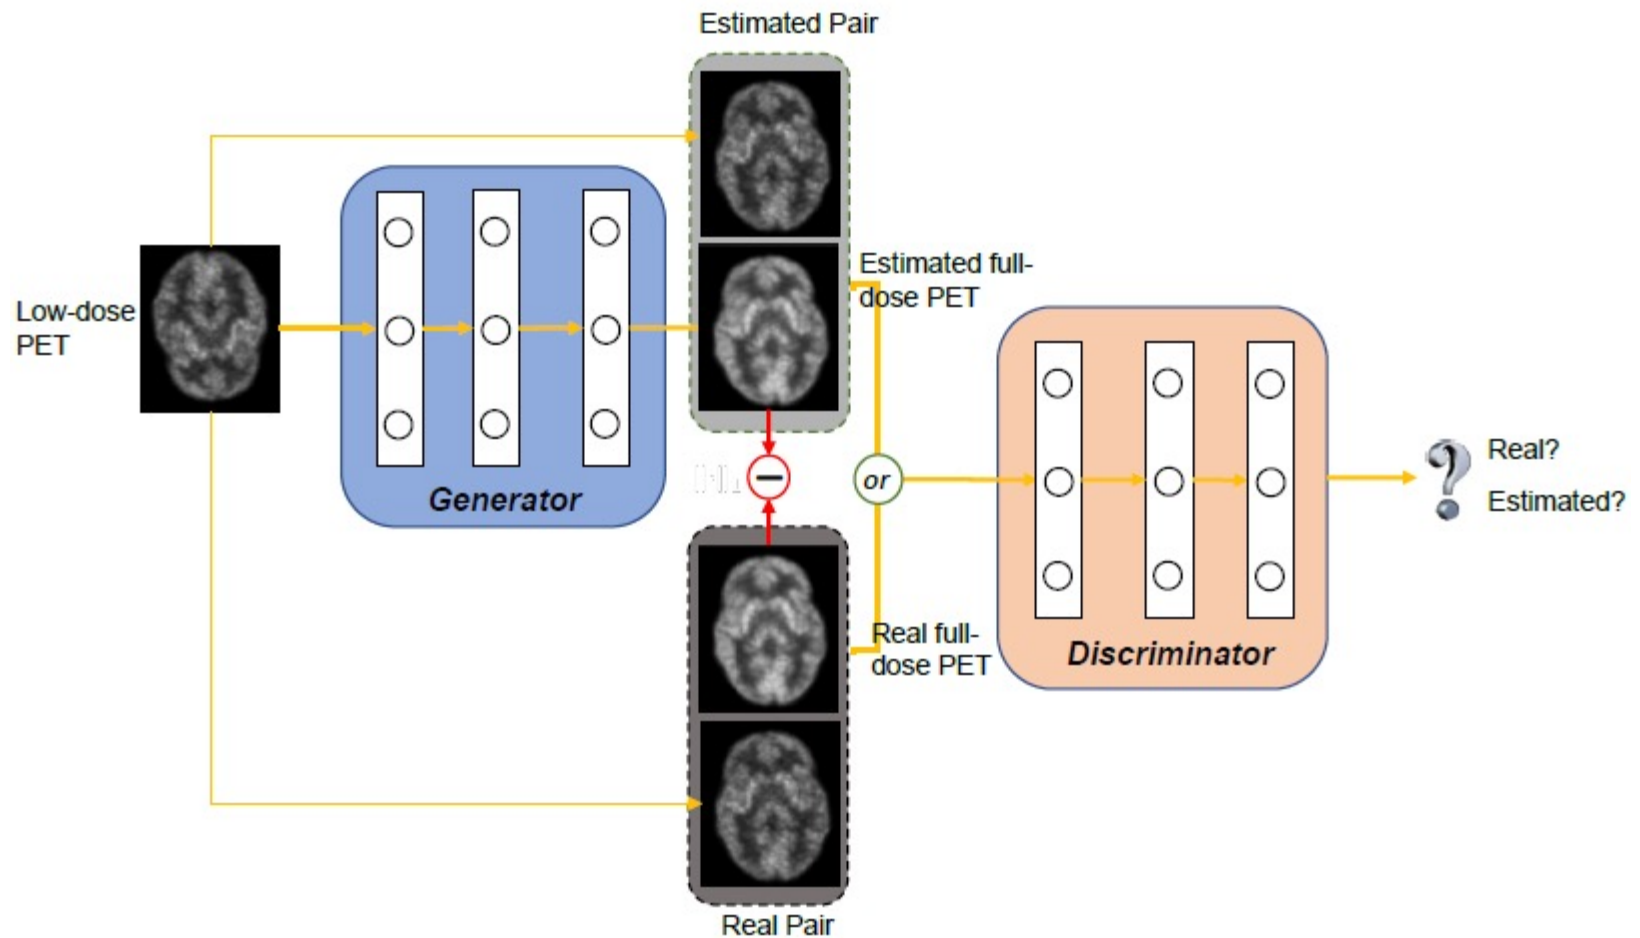 Estimated Pair
Low-dose
PET
Generator
Estimated full-
dose PET
or
Real full-
dose PET
Discriminator
Real?
Estimated?
Real Pair